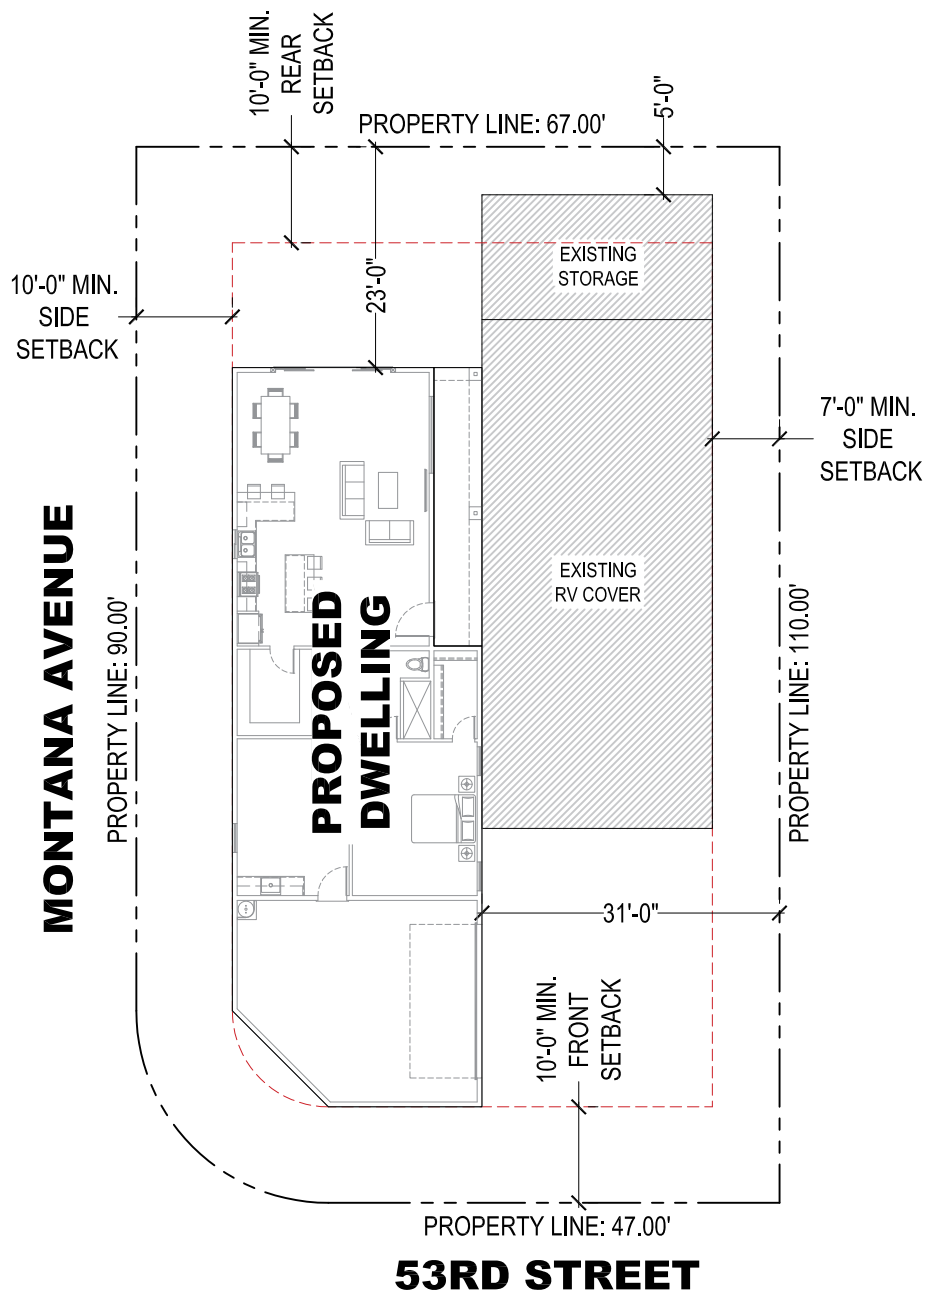 10'-0" MIN.
REAR
SETBACK
5'-0"
PROPERTY LINE: 67.00'
EXISTING
STORAGE
10'-0" MIN.
SIDE
SETBACK
23'-0"
7'-0" MIN.
SIDE
SETBACK
MONTANA AVENUE
PROPERTY LINE: 90.00'
PROPOSED
DWELLING
EXISTING
RV COVER
PROPERTY LINE: 110.00'
31'-0"
10'-0" MIN.
FRONT
SETBACK
PROPERTY LINE: 47.00'
53RD STREET